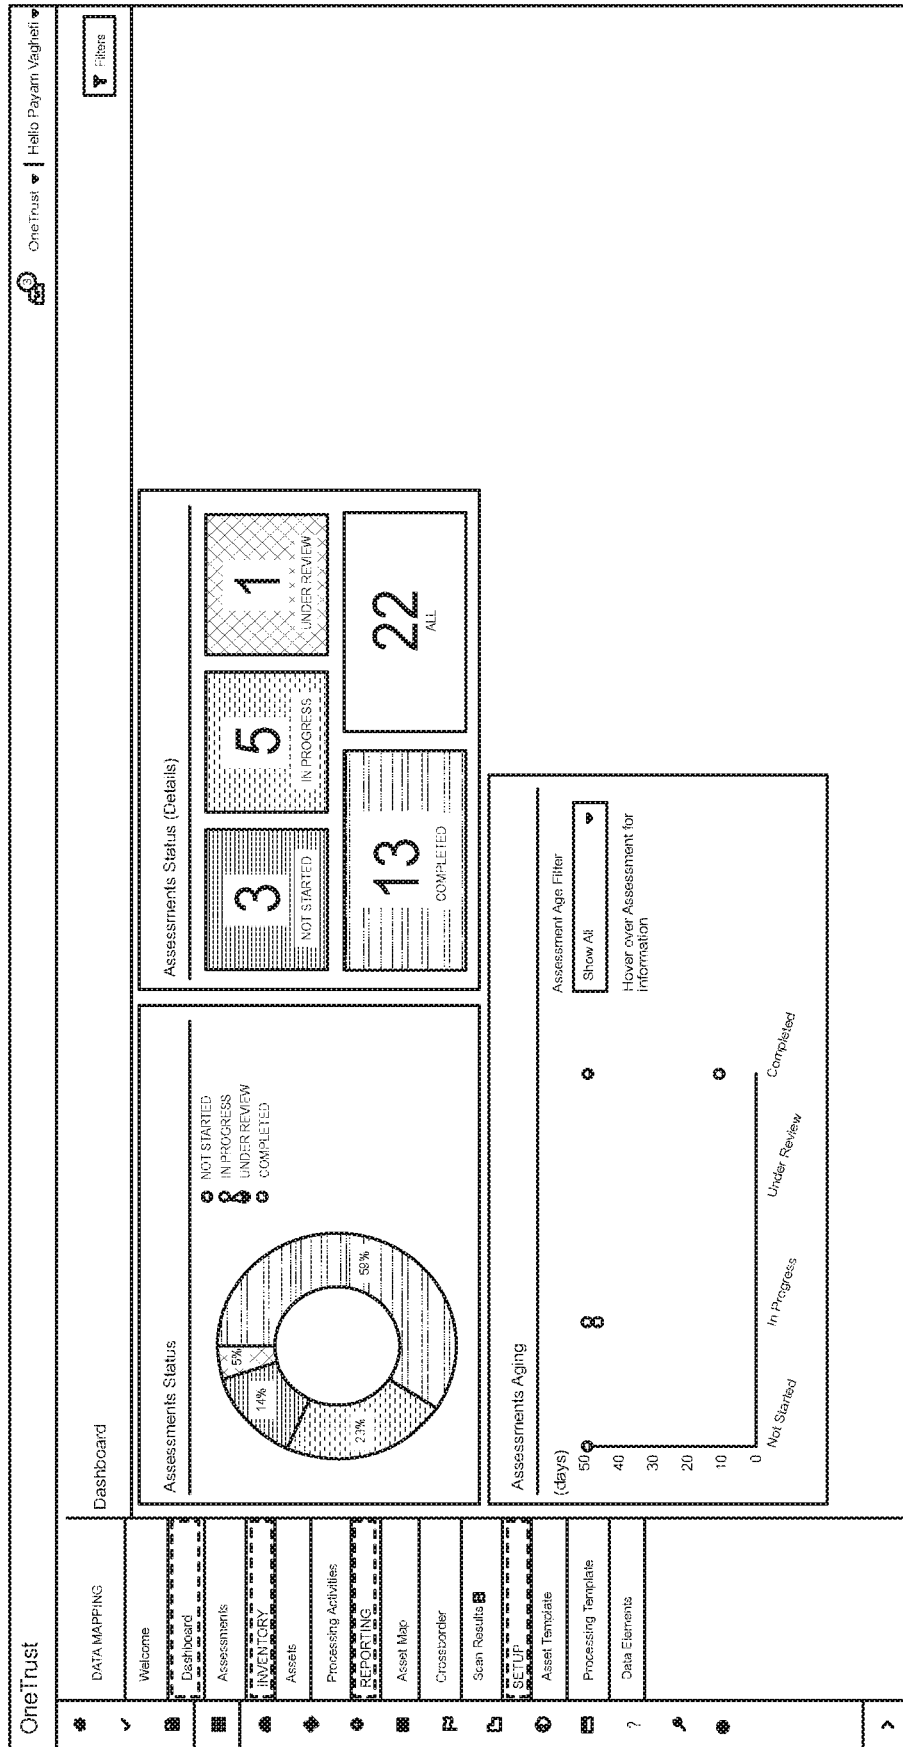 OneTrust
3
OneTrust | Hello Payam Vagheti
DATA MAPPING
Welcome
Dashboard
Assessments
INVENTORY
Assets
Processing Activities
REPORTING
Asset Map
Crossborder
Scan Results
SETUP
Asset Template
Processing Template
Data Elements
?
Dashboard
Filters
Assessments Status
5%
14%
23%
59%
NOT STARTED
IN PROGRESS
UNDER REVIEW
COMPLETED
Assessments Status (Details)
3
NOT STARTED
5
IN PROGRESS
1
UNDER REVIEW
13
COMPLETED
22
ALL
Assessments Aging
(days)
50
40
30
20
10
0
Not Started
In Progress
Under Review
Completed
Assessment Age Filter
Show All
Hover over Assessment for
information